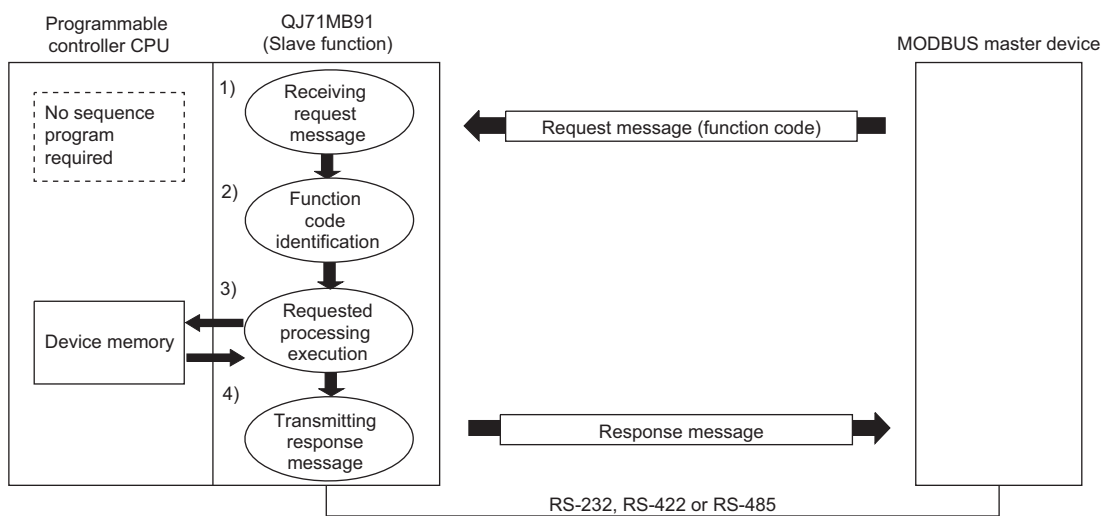 Programmable
controller CPU
QJ71MB91
(Slave function)
MODBUS master device
No sequence
program
required
1)
Receiving
request
message
Request message (function code)
2)
Function
code
identification
3)
Requested
processing
execution
Device memory
4)
Transmitting
response
message
Response message
RS-232, RS-422 or RS-485